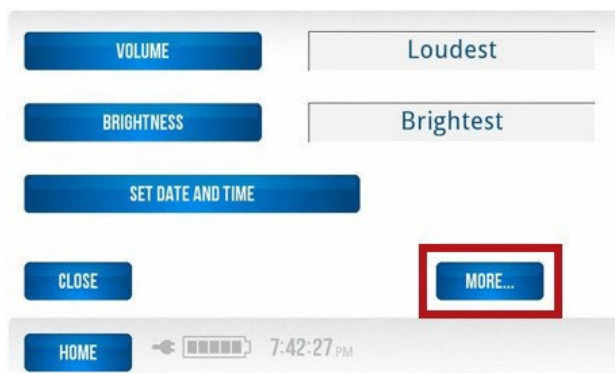 VOLUME Loudest
BRIGHTNESS Brightest
SET DATE AND TIME
CLOSE MORE...
HOME 7:42:27 PM